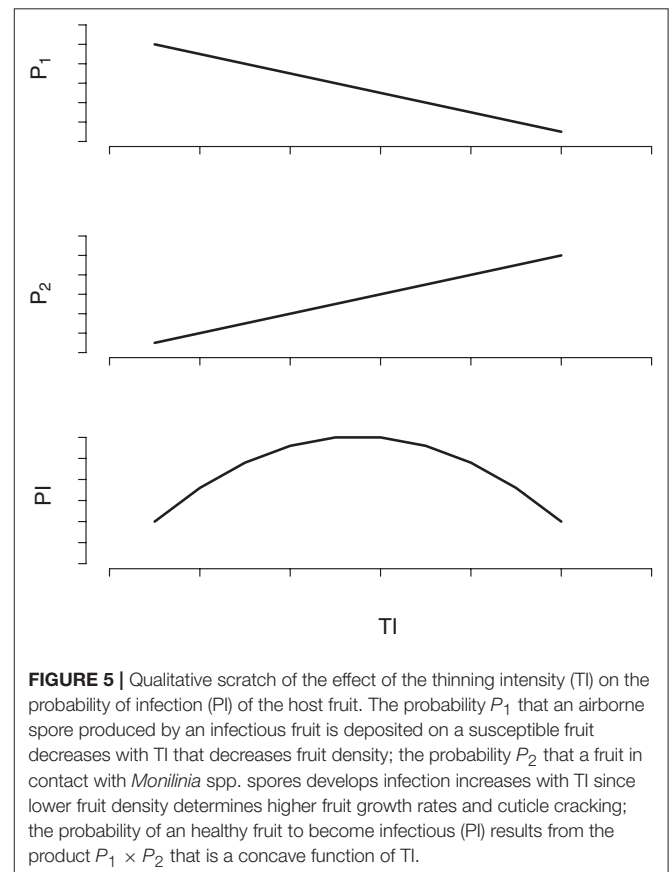 P1
P2
PI
TI
FIGURE 5 | Qualitative scratch of the effect of the thinning intensity (TI) on the
probability of infection (PI) of the host fruit. The probability P1 that an airborne
spore produced by an infectious fruit is deposited on a susceptible fruit
decreases with TI that decreases fruit density; the probability P2 that a fruit in
contact with Monilinia spp. spores develops infection increases with TI since
lower fruit density determines higher fruit growth rates and cuticle cracking;
the probability of an healthy fruit to become infectious (PI) results from the
product P1 × P2 that is a concave function of TI.